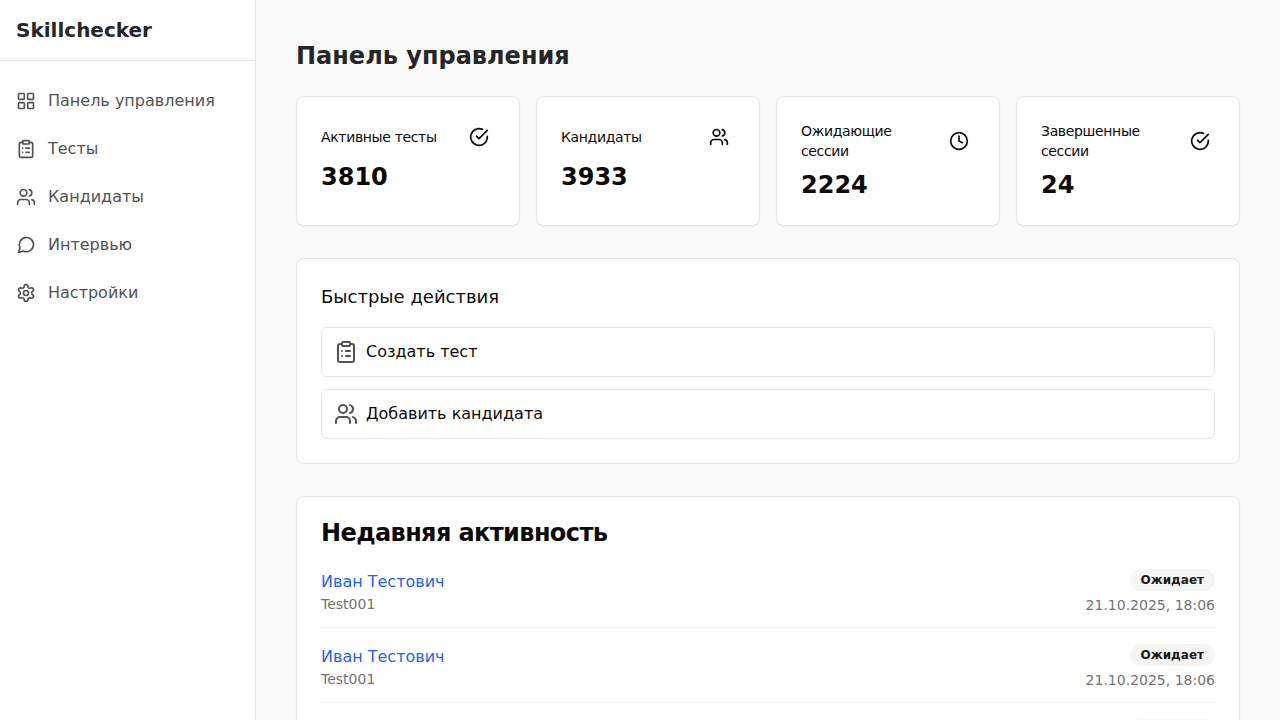 Skillchecker
Панель управления
Тесты
Кандидаты
Интервью
Настройки
Панель управления
Активные тесты
3810
Кандидаты
3933
Ожидающие
сессии
2224
Завершенные
сессии
24
Быстрые действия
Создать тест
Добавить кандидата
Недавняя активность
Иван Тестович
Ожидает
Test001
21.10.2025, 18:06
Иван Тестович
Ожидает
Test001
21.10.2025, 18:06